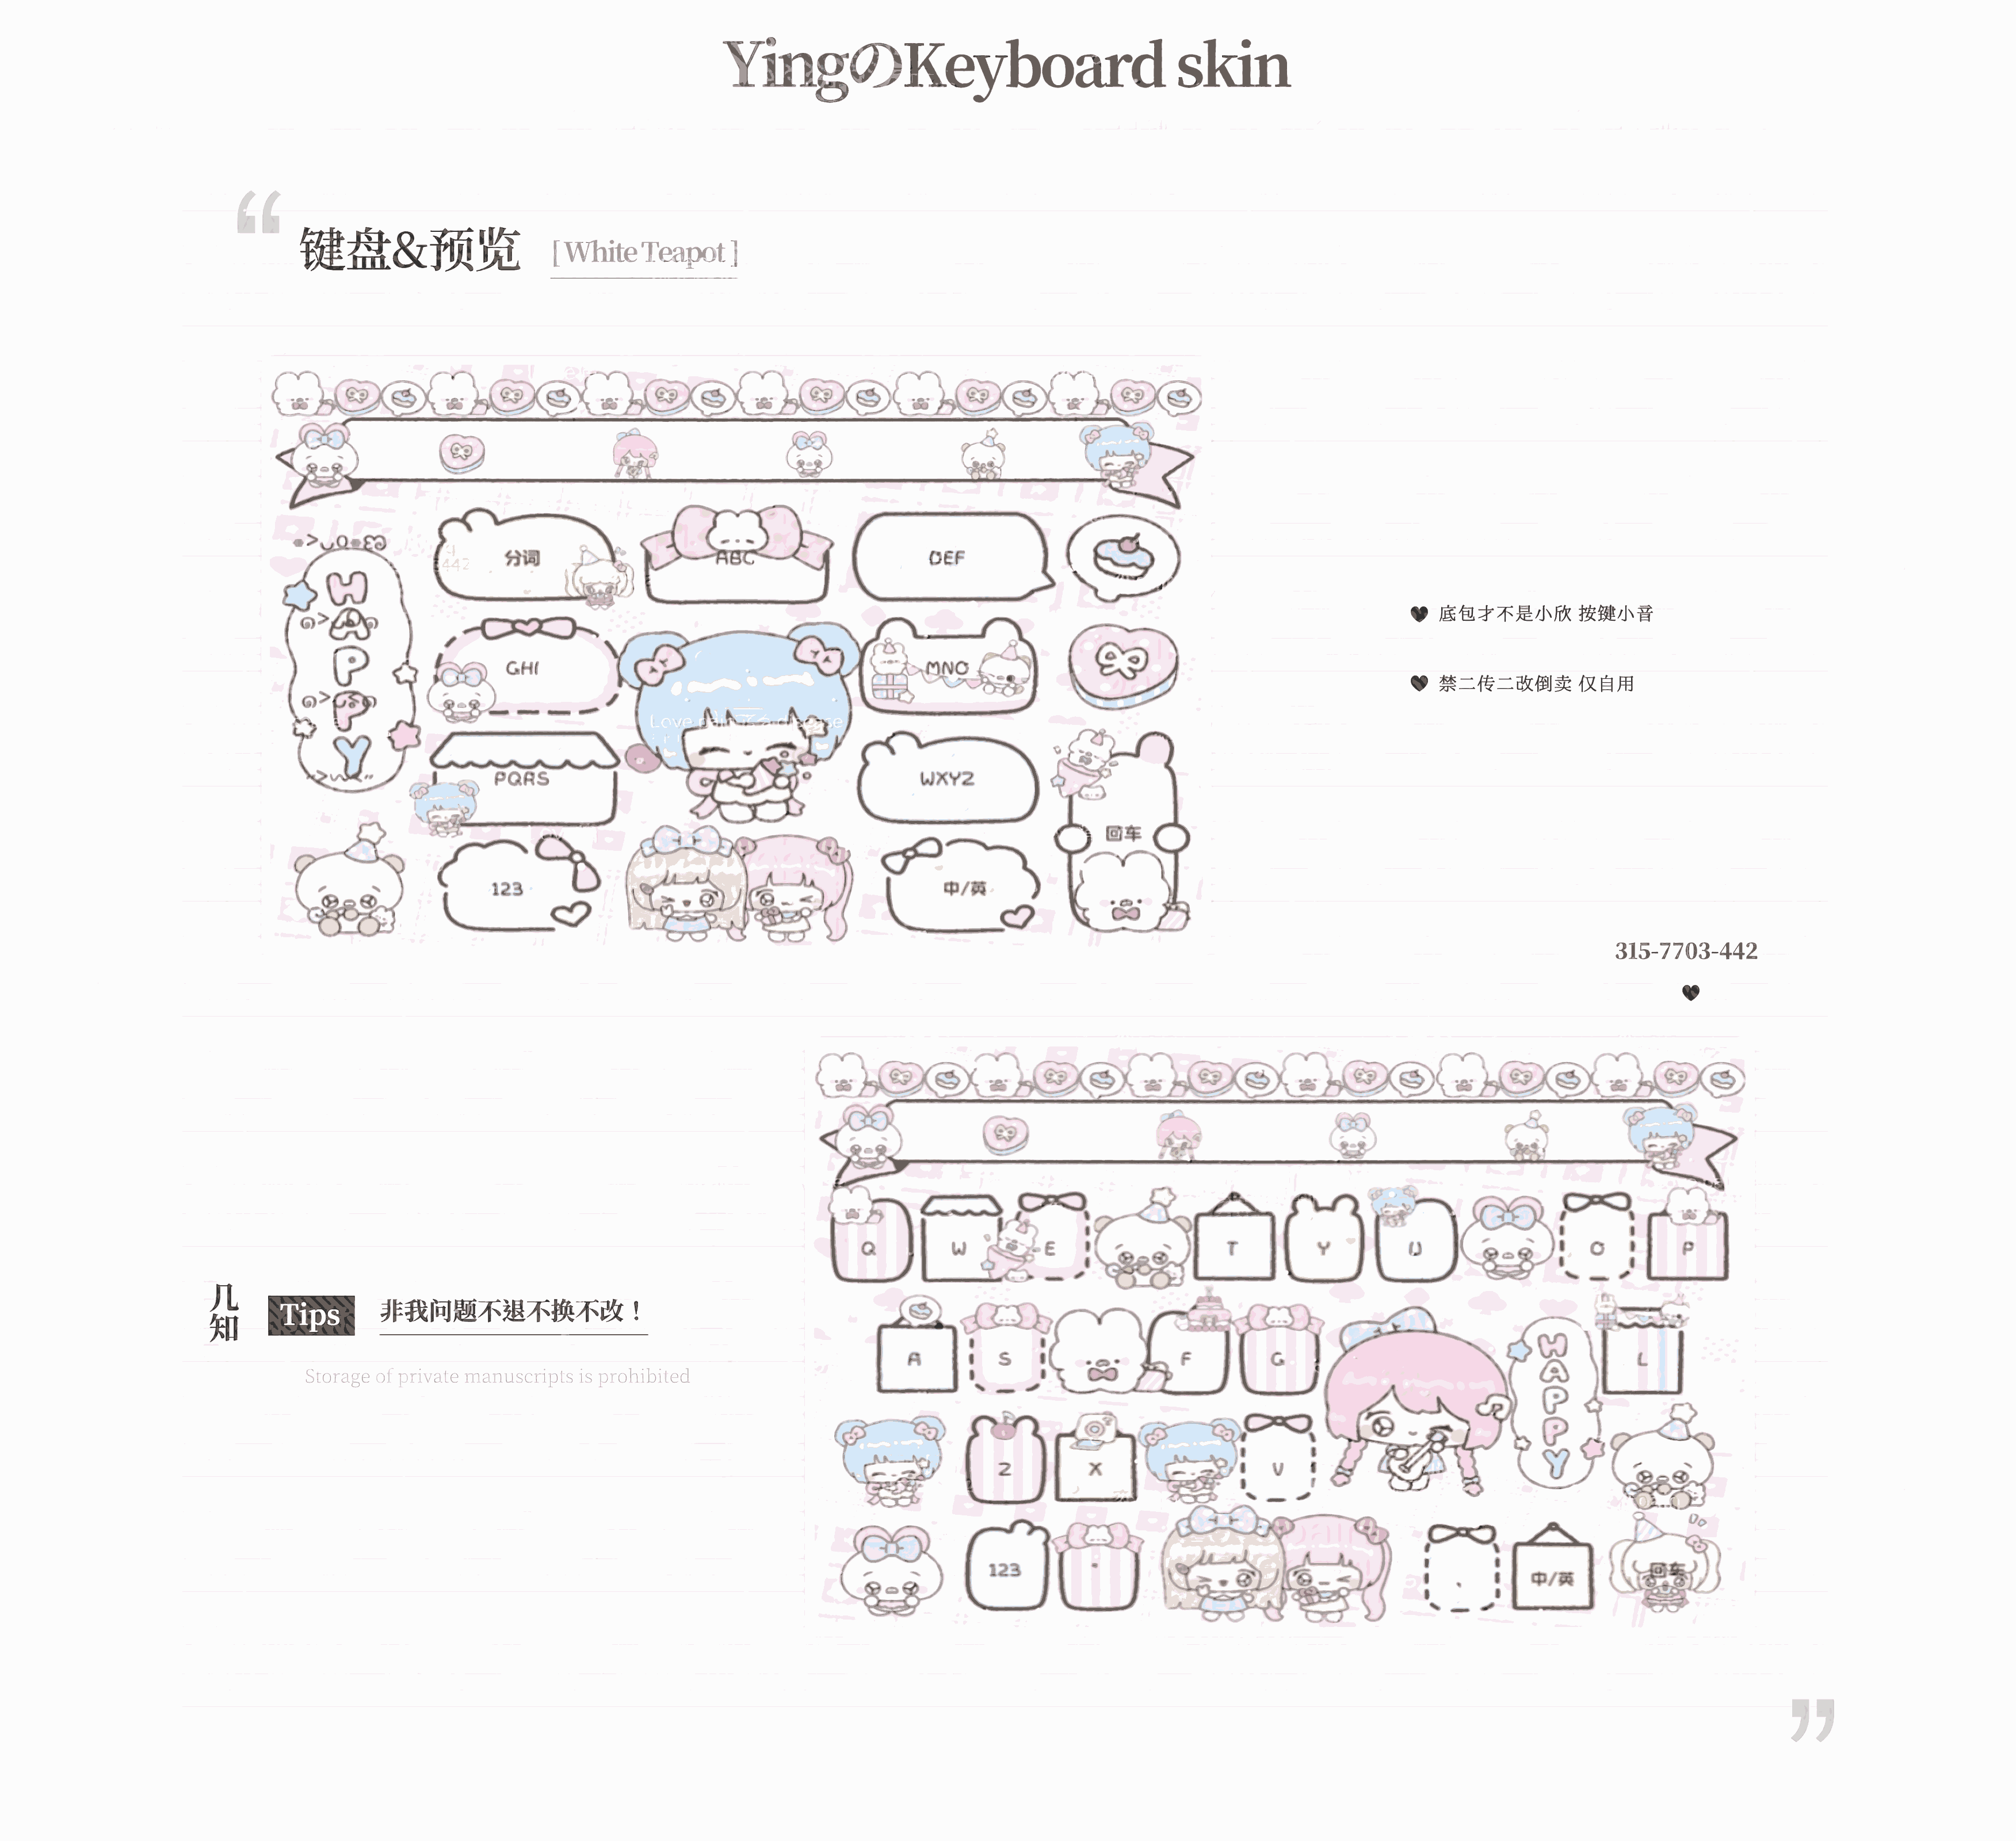 YingのKeyboard skin
键盘&预览 [ White Teapot ]
分词
ABC
DEF
HAPPY
GHI
MNO
Love
PQRS
WXYZ
回车
123
中/英
底包才不是小欣 按键小音
禁二传二改倒卖 仅自用
315-7703-442
Q W E T Y U O P
A S F G L
HAPPY
Z X V
123
中/英
回车
几知
Tips
非我问题不退不换不改！
Storage of private manuscripts is prohibited